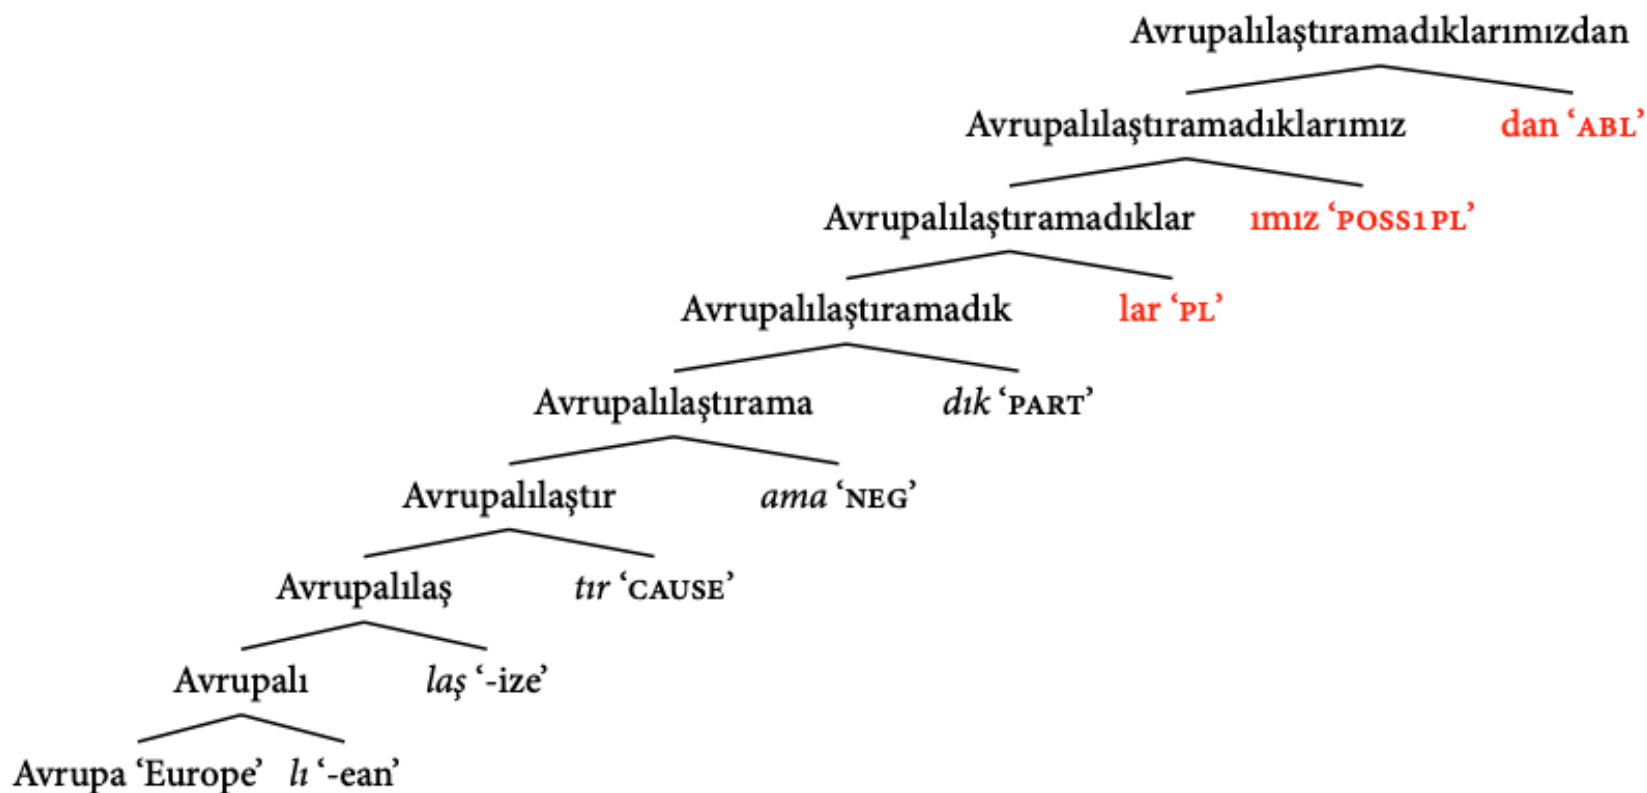 Avrupalılaştıramadıklarımızdan
Avrupalılaştıramadıklarımız dan ‘ABL’
Avrupalılaştıramadıklar ımız ‘POSS1PL’
Avrupalılaştıramadık lar ‘PL’
Avrupalılaştırama dık ‘PART’
Avrupalılaştır ama ‘NEG’
Avrupalılaş tır ‘CAUSE’
Avrupalı laş ‘-ize’
Avrupa ‘Europe’ lı ‘-ean’